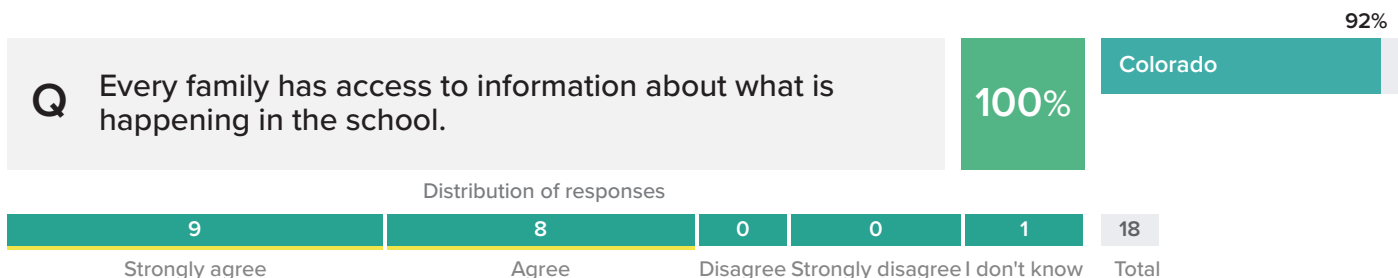 92%
Q
Every family has access to information about what is
happening in the school.
100%
Colorado
Distribution of responses
9 8 0 0 1 18
Strongly agree Agree Disagree Strongly disagree I don't know Total